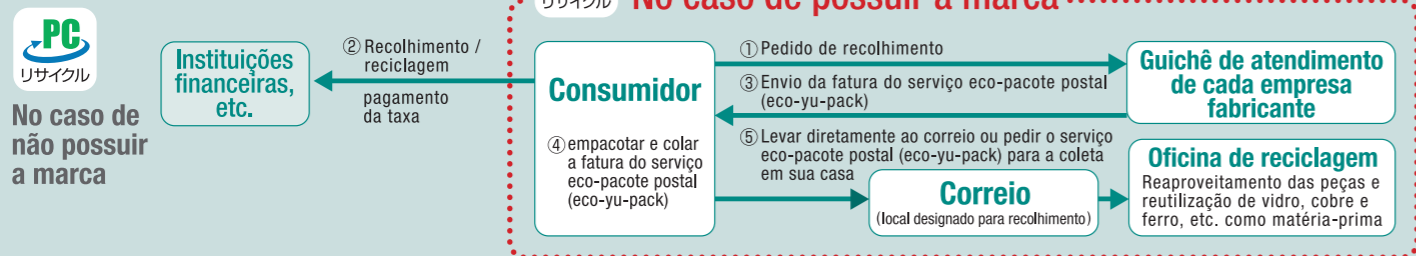 PC
リサイクル
No caso de
não possuir
a marca
Instituições
financeiras,
etc.
② Recolhimento /
reciclagem
pagamento
da taxa
リサイクル No caso de possuir a marca
Consumidor
④ empacotar e colar
a fatura do serviço
eco-pacote postal
(eco-yu-pack)
① Pedido de recolhimento
③ Envio da fatura do serviço eco-pacote postal
(eco-yu-pack)
⑤ Levar diretamente ao correio ou pedir o serviço
eco-pacote postal (eco-yu-pack) para a coleta
em sua casa
Guichê de atendimento
de cada empresa
fabricante
Correio
(local designado para recolhimento)
Oficina de reciclagem
Reaproveitamento das peças e
reutilização de vidro, cobre e
ferro, etc. como matéria-prima